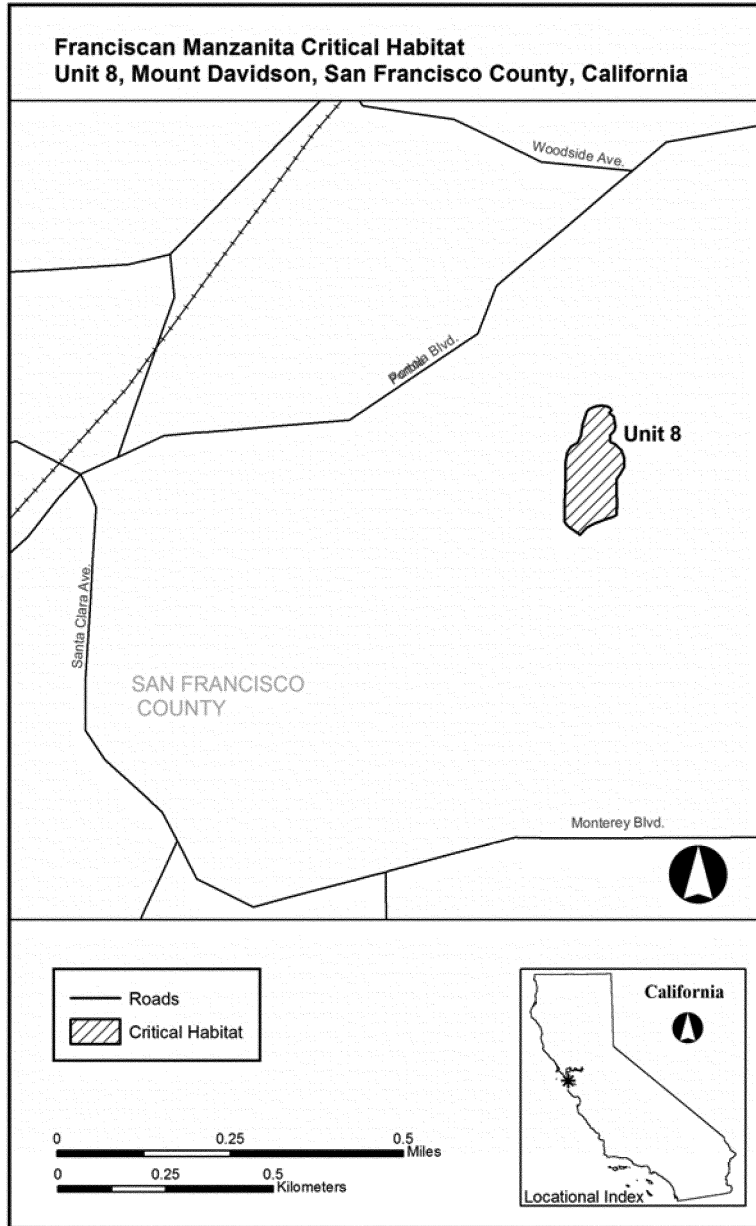 Franciscan Manzanita Critical Habitat
Unit 8, Mount Davidson, San Francisco County, California
Woodside Ave.
Blvd.
Unit 8
Santa Clara Ave.
SAN FRANCISCO
COUNTY
Monterey Blvd.
Roads
Critical Habitat
California
0 0.25 0.5
Miles
0 0.25 0.5
Kilometers
Locational Index